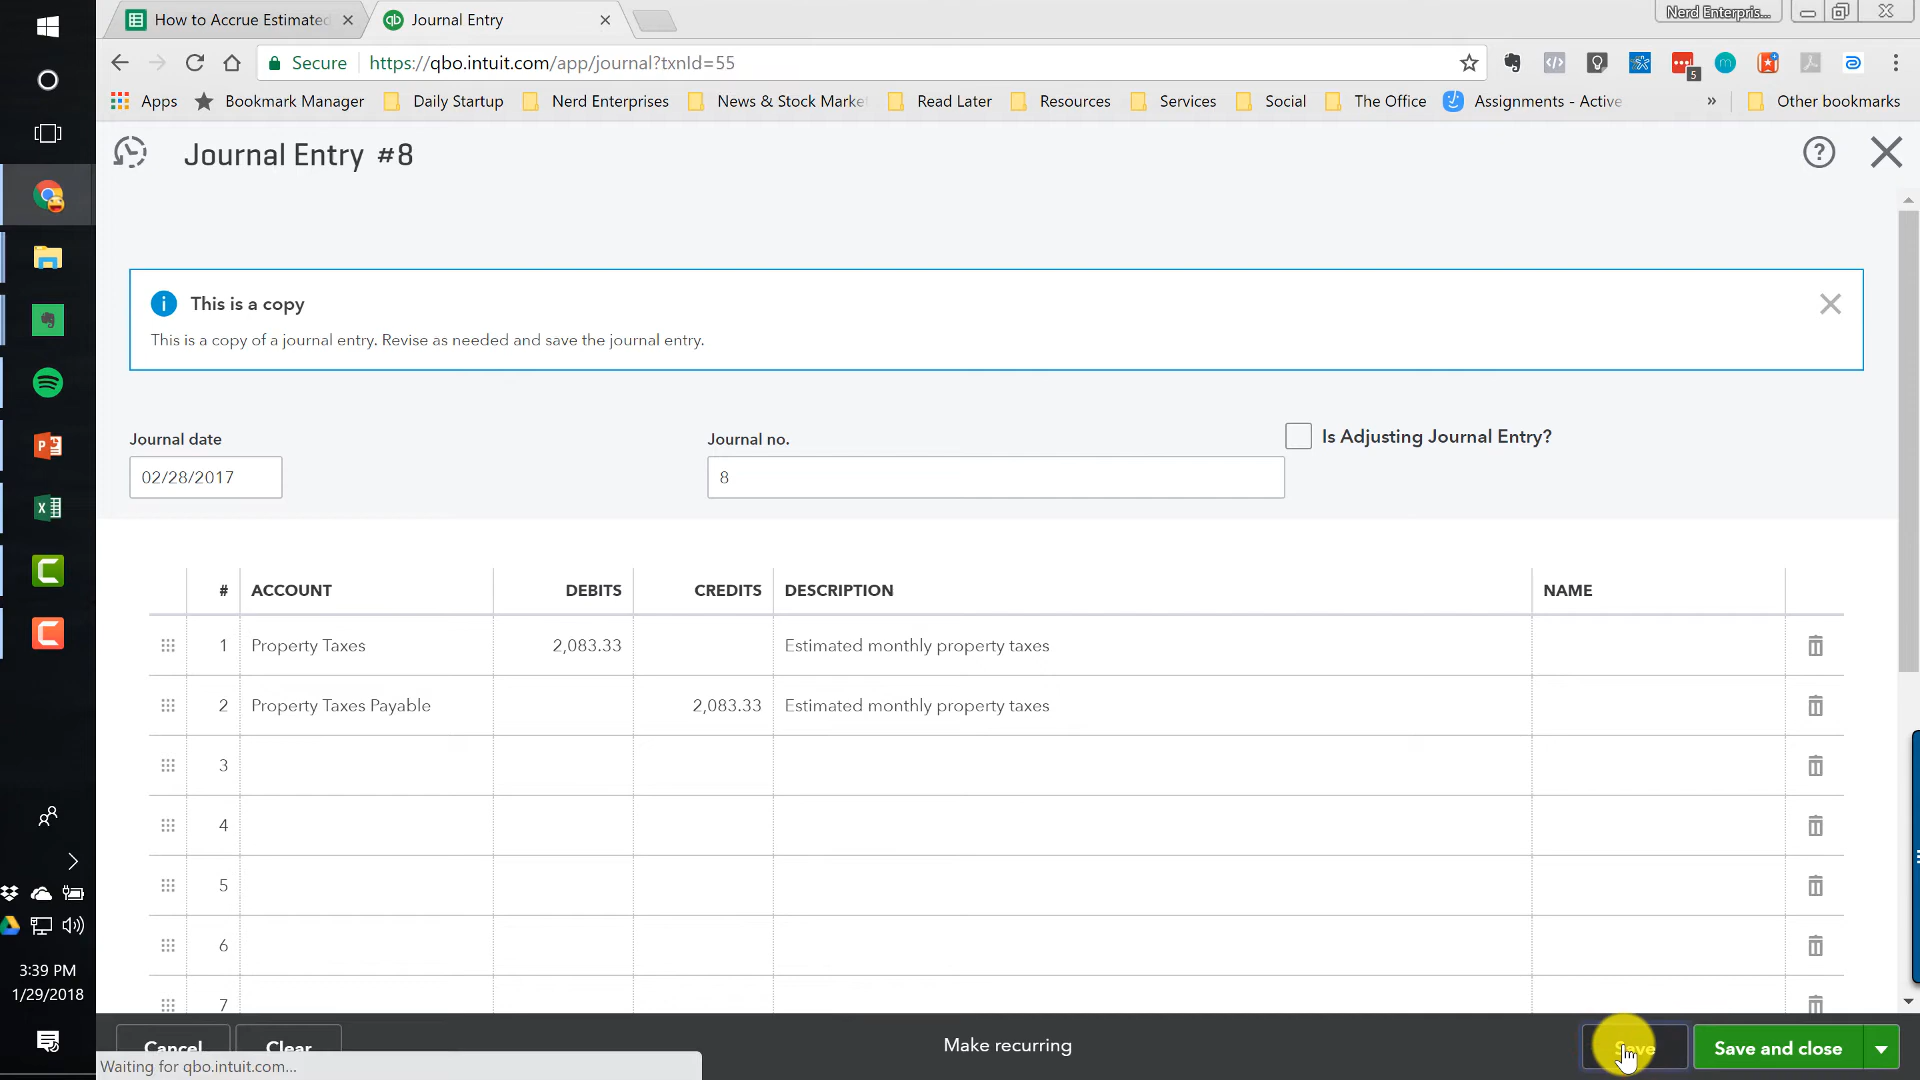 How to Accrue Estimated
Journal Entry
Nerd Enterpris...
Secure
https://qbo.intuit.com/app/journal?txnId=55
5
Apps
Bookmark Manager
Daily Startup
Nerd Enterprises
News & Stock Marke
Read Later
Resources
Services
Social
The Office
Assignments - Active
Other bookmarks
Journal Entry #8
This is a copy
This is a copy of a journal entry. Revise as needed and save the journal entry.
Journal date
Journal no.
Is Adjusting Journal Entry?
02/28/2017
8
# ACCOUNT DEBITS CREDITS DESCRIPTION NAME
1 Property Taxes 2,083.33 Estimated monthly property taxes
2 Property Taxes Payable 2,083.33 Estimated monthly property taxes
3
4
5
6
7
Cancel
Clear
Make recurring
Save
Save and close
Waiting for qbo.intuit.com...
3:39 PM
1/29/2018